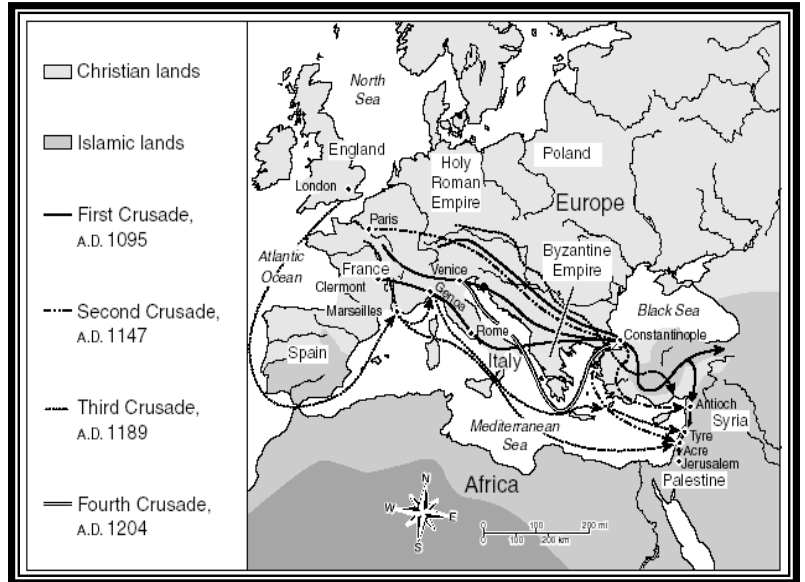 Christian lands
Islamic lands
First Crusade,
A.D. 1095
Second Crusade,
A.D. 1147
Third Crusade,
A.D. 1189
Fourth Crusade,
A.D. 1204
North
Sea
England
London
Holy
Roman
Empire
Poland
Europe
Paris
Atlantic
Ocean
France
Clermont
Marseilles
Venice
Genoa
Byzantine
Empire
Black Sea
Constantinople
Rome
Italy
Spain
Antioch
Syria
Mediterranean
Sea
Tyre
Acre
Jerusalem
Palestine
Africa
N
W
E
S
0 100 200 mi
0 100 200 km